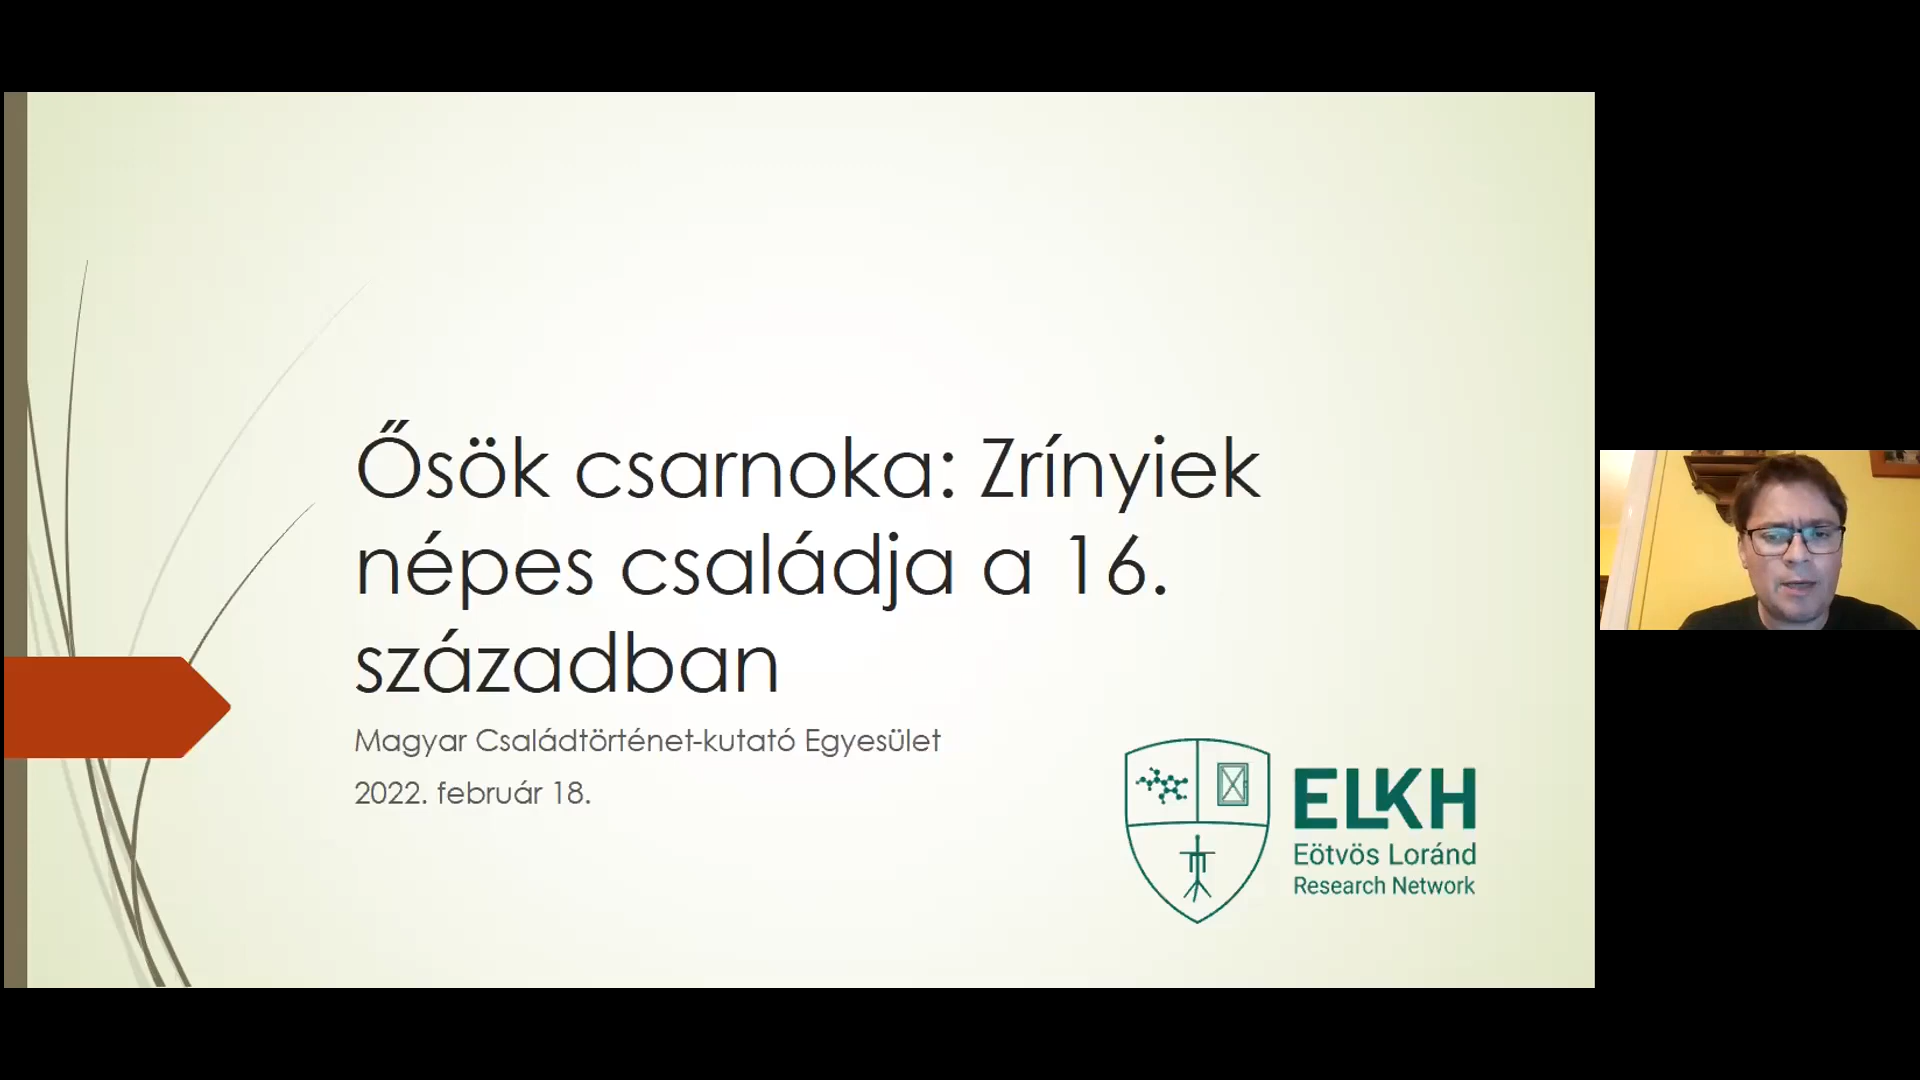 Ősök csarnoka: Zrínyiek
népes családja a 16.
században
Magyar Családtörténet-kutató Egyesület
2022. február 18.
ELKH
Eötvös Loránd
Research Network